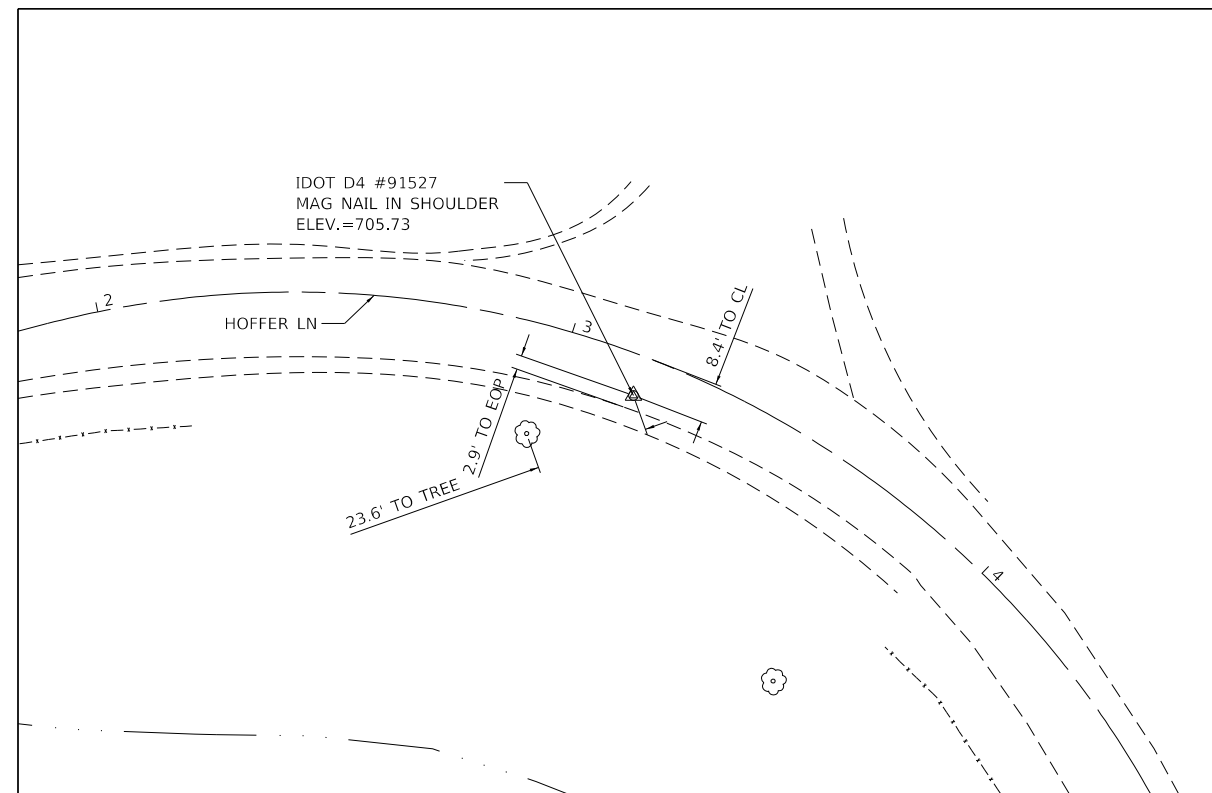 IDOT D4 #91527
MAG NAIL IN SHOULDER
ELEV.=705.73
2
HOFFER LN
3
8.4' TO CL
2.9' TO EOP
23.6' TO TREE
4